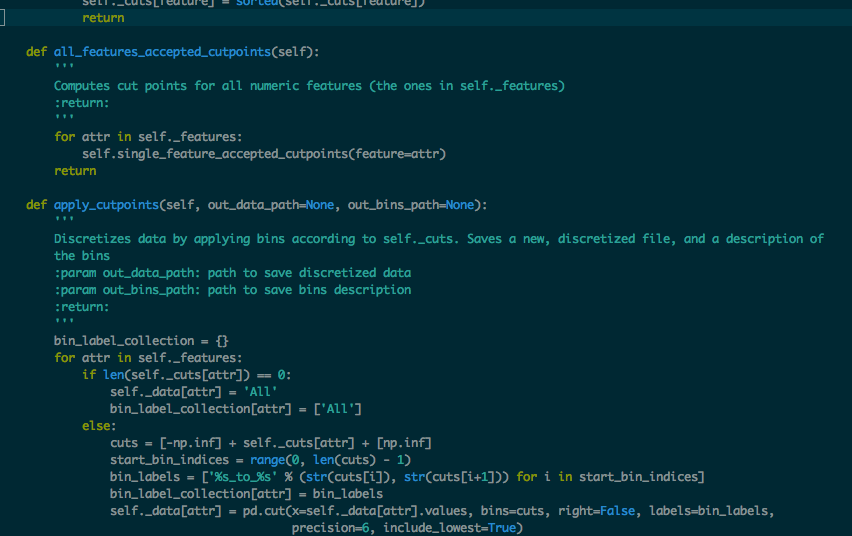 self._cuts[feature] = sorted(self._cuts[feature])
return
def all_features_accepted_cutpoints(self):
'''
Computes cut points for all numeric features (the ones in self._features)
:return:
'''
for attr in self._features:
self.single_feature_accepted_cutpoints(feature=attr)
return
def apply_cutpoints(self, out_data_path=None, out_bins_path=None):
'''
Discretizes data by applying bins according to self._cuts. Saves a new, discretized file, and a description of
the bins
:param out_data_path: path to save discretized data
:param out_bins_path: path to save bins description
:return:
'''
bin_label_collection = {}
for attr in self._features:
if len(self._cuts[attr]) == 0:
self._data[attr] = 'All'
bin_label_collection[attr] = ['All']
else:
cuts = [-np.inf] + self._cuts[attr] + [np.inf]
start_bin_indices = range(0, len(cuts) - 1)
bin_labels = ['%s_to_%s' % (str(cuts[i]), str(cuts[i+1])) for i in start_bin_indices]
bin_label_collection[attr] = bin_labels
self._data[attr] = pd.cut(x=self._data[attr].values, bins=cuts, right=False, labels=bin_labels,
precision=6, include_lowest=True)